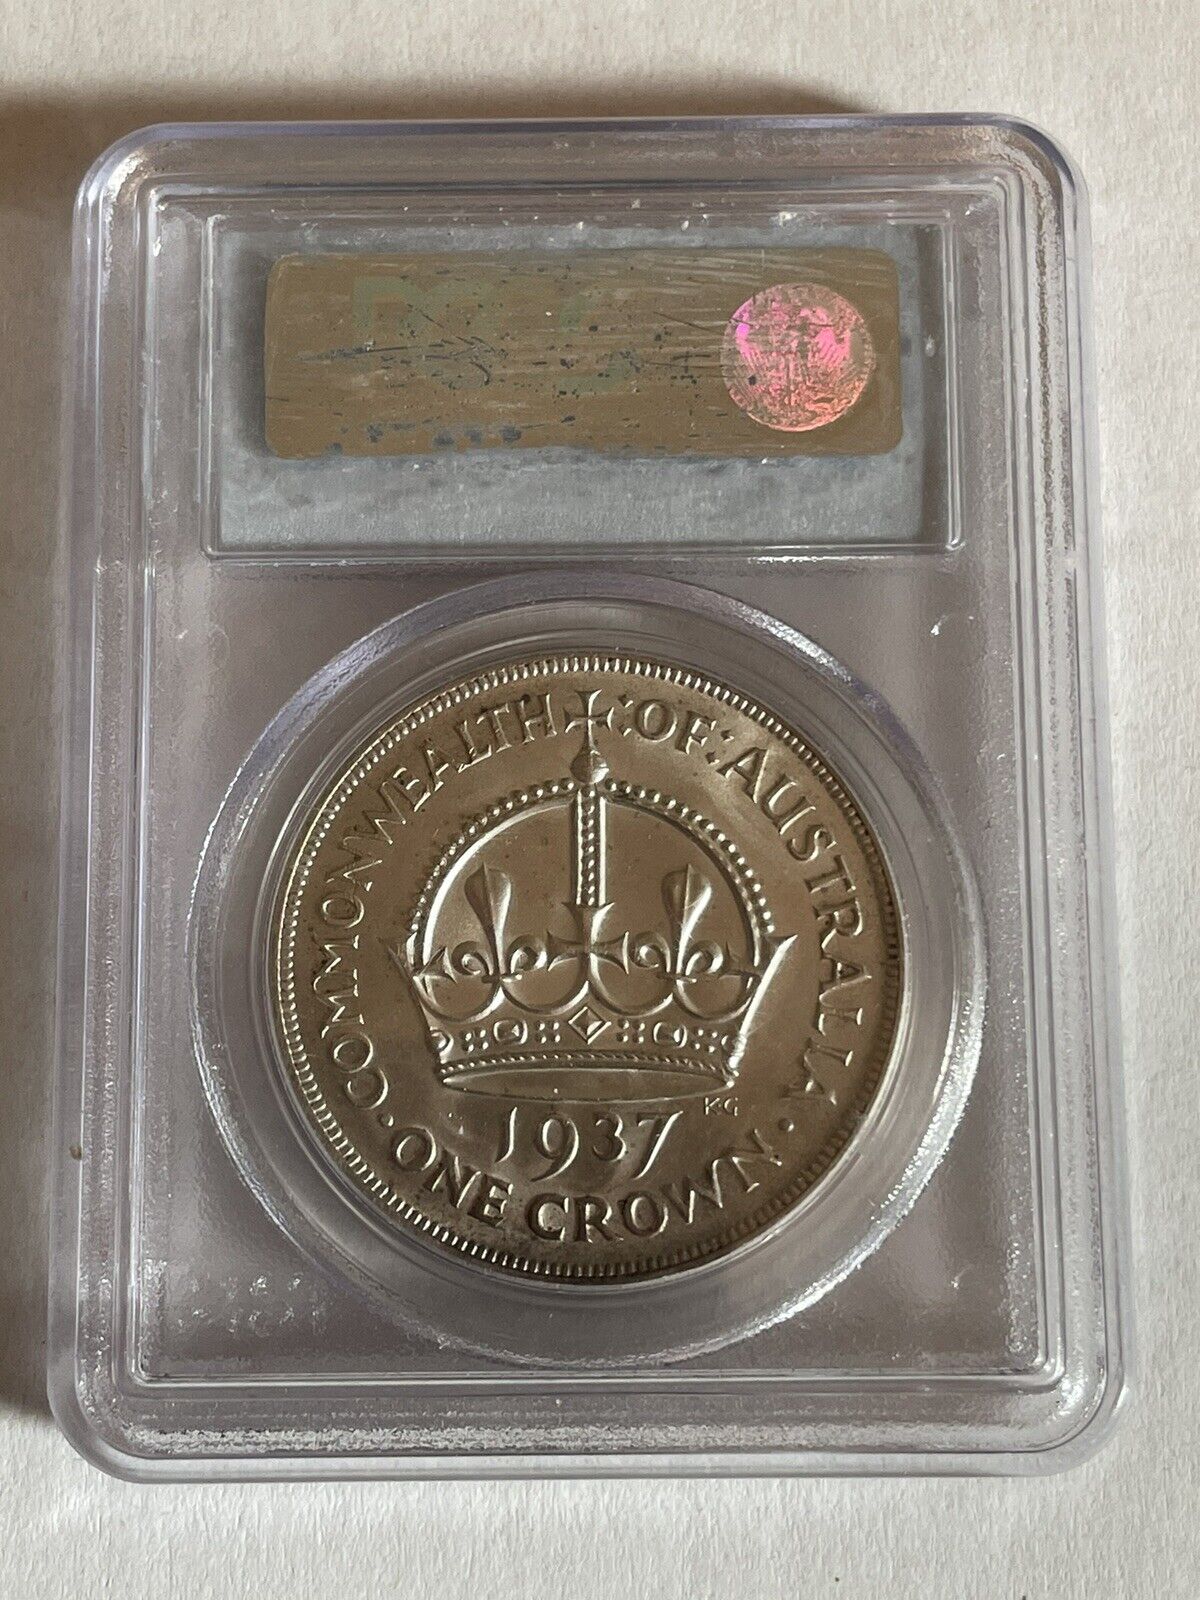 COMMONWEALTH :OF: AUSTRALIA
1937
KG
· ONE CROWN ·